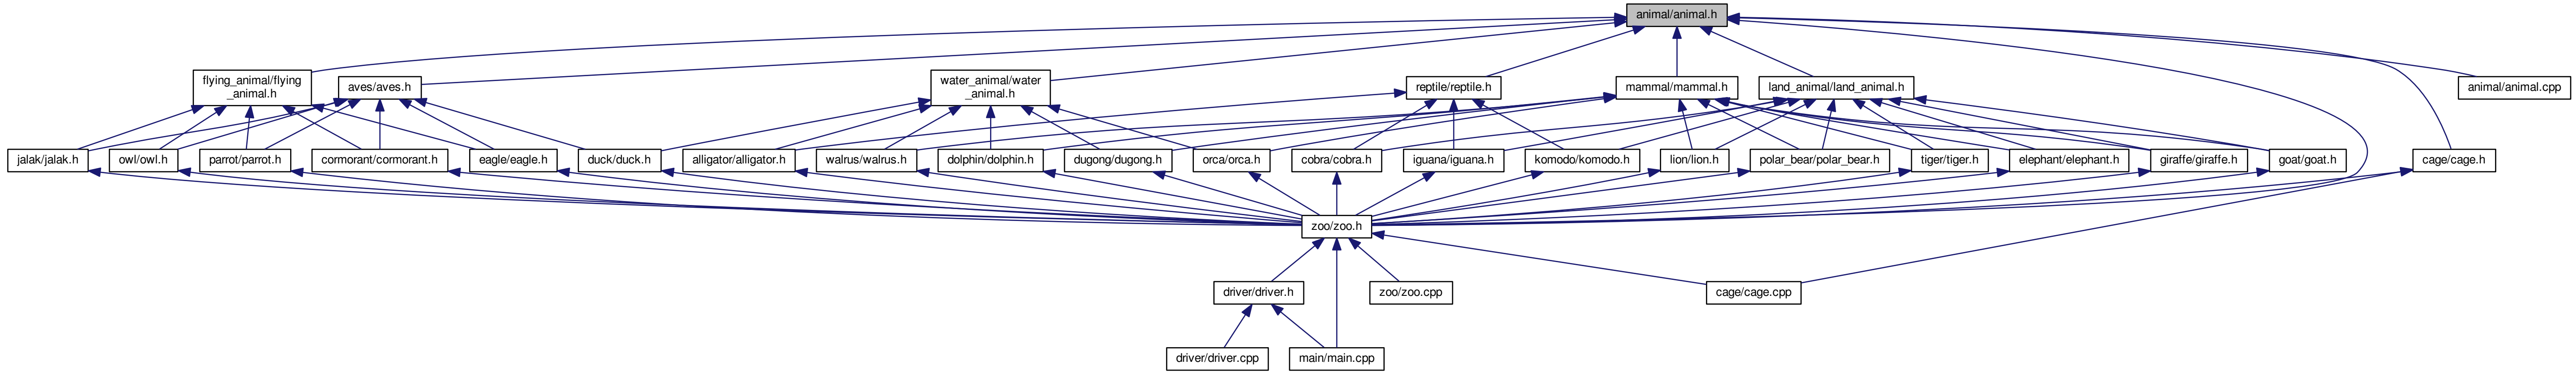 animal/animal.h
flying_animal/flying
_animal.h
aves/aves.h
water_animal/water
_animal.h
reptile/reptile.h
mammal/mammal.h
land_animal/land_animal.h
animal/animal.cpp
jalak/jalak.h
owl/owl.h
parrot/parrot.h
cormorant/cormorant.h
eagle/eagle.h
duck/duck.h
alligator/alligator.h
walrus/walrus.h
dolphin/dolphin.h
dugong/dugong.h
orca/orca.h
cobra/cobra.h
iguana/iguana.h
komodo/komodo.h
lion/lion.h
polar_bear/polar_bear.h
tiger/tiger.h
elephant/elephant.h
giraffe/giraffe.h
goat/goat.h
cage/cage.h
zoo/zoo.h
driver/driver.h
zoo/zoo.cpp
cage/cage.cpp
driver/driver.cpp
main/main.cpp